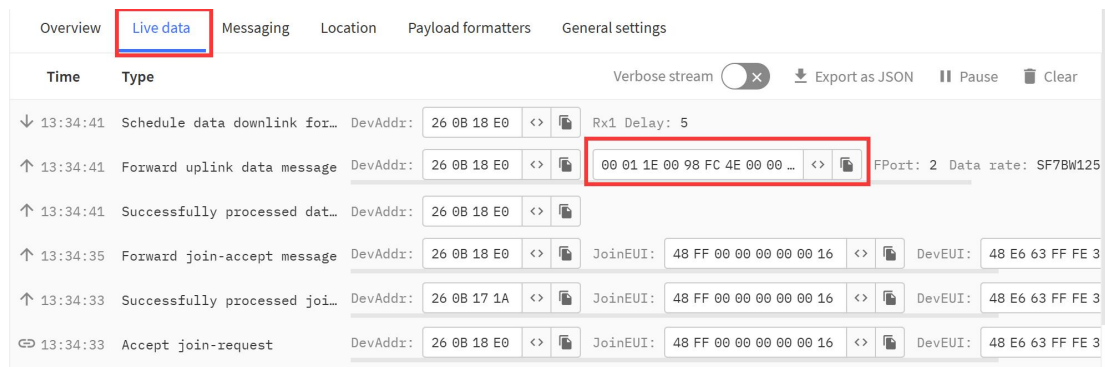 Overview Live data Messaging Location Payload formatters General settings
Time Type Verbose stream Export as JSON Pause Clear
13:34:41 Schedule data downlink for… DevAddr: 26 0B 18 E0 <> Rx1 Delay: 5
13:34:41 Forward uplink data message DevAddr: 26 0B 18 E0 <> 00 01 1E 00 98 FC 4E 00 00 … <> FPort: 2 Data rate: SF7BW125
13:34:41 Successfully processed dat… DevAddr: 26 0B 18 E0 <>
13:34:35 Forward join-accept message DevAddr: 26 0B 18 E0 <> JoinEUI: 48 FF 00 00 00 00 00 16 <> DevEUI: 48 E6 63 FF FE 3
13:34:33 Successfully processed joi… DevAddr: 26 0B 17 1A <> JoinEUI: 48 FF 00 00 00 00 00 16 <> DevEUI: 48 E6 63 FF FE 3
13:34:33 Accept join-request DevAddr: 26 0B 18 E0 <> JoinEUI: 48 FF 00 00 00 00 00 16 <> DevEUI: 48 E6 63 FF FE 3